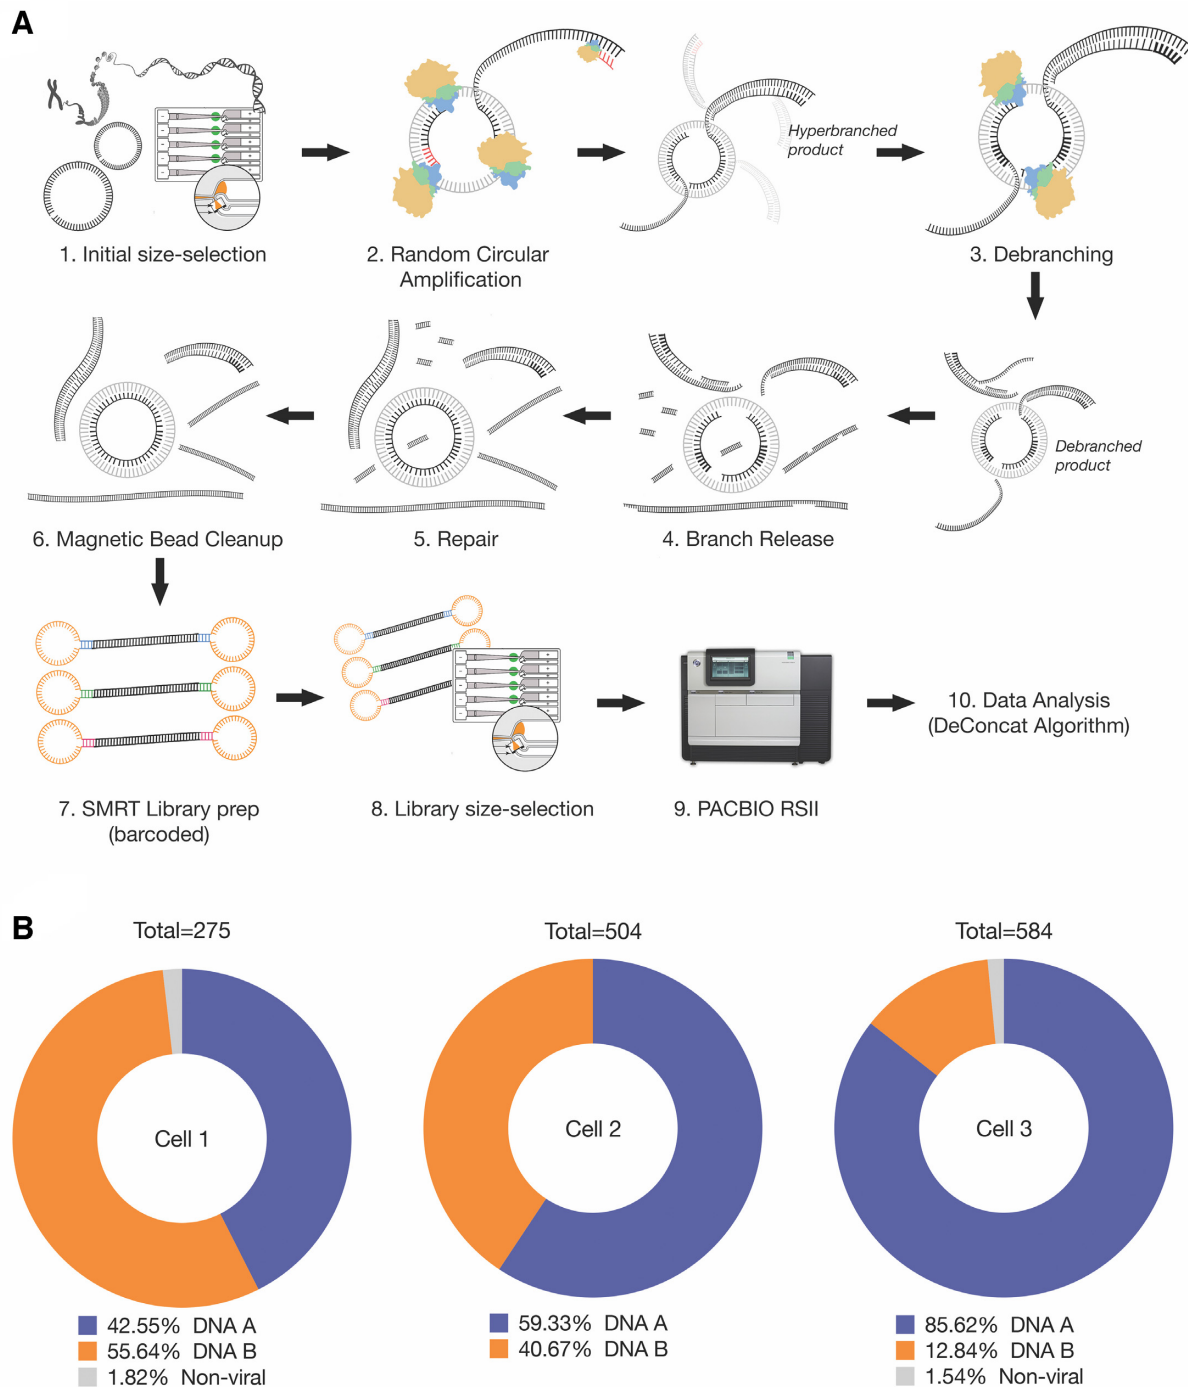 A
Hyperbranched
product
1. Initial size-selection
2. Random Circular
Amplification
3. Debranching
Debranched
product
6. Magnetic Bead Cleanup
5. Repair
4. Branch Release
7. SMRT Library prep
(barcoded)
8. Library size-selection
9. PACBIO RSII
10. Data Analysis
(DeConcat Algorithm)
B
Total=275
Total=504
Total=584
Cell 1
Cell 2
Cell 3
42.55% DNA A
55.64% DNA B
1.82% Non-viral
59.33% DNA A
40.67% DNA B
85.62% DNA A
12.84% DNA B
1.54% Non-viral